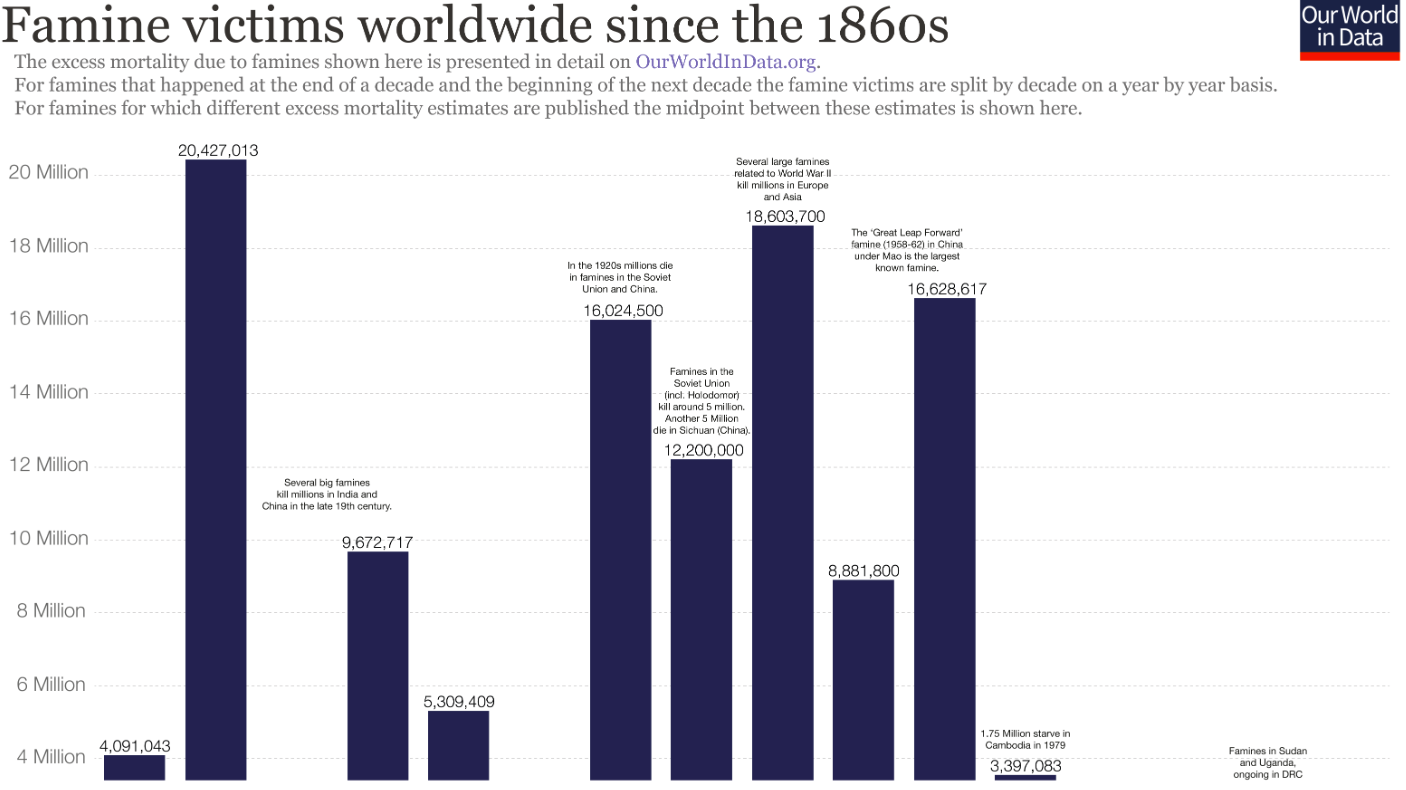 Famine victims worldwide since the 1860s
Our World
in Data
The excess mortality due to famines shown here is presented in detail on OurWorldInData.org.
For famines that happened at the end of a decade and the beginning of the next decade the famine victims are split by decade on a year by year basis.
For famines for which different excess mortality estimates are published the midpoint between these estimates is shown here.
20 Million
18 Million
16 Million
14 Million
12 Million
10 Million
8 Million
6 Million
4 Million
4,091,043
20,427,013
Several big famines
kill millions in India and
China in the late 19th century.
9,672,717
5,309,409
In the 1920s millions die
in famines in the Soviet
Union and China.
16,024,500
Famines in the
Soviet Union
(incl. Holodomor)
kill around 5 million.
Another 5 Million
die in Sichuan (China).
12,200,000
Several large famines
related to World War II
kill millions in Europe
and Asia
18,603,700
8,881,800
The ‘Great Leap Forward’
famine (1958-62) in China
under Mao is the largest
known famine.
16,628,617
1.75 Million starve in
Cambodia in 1979
3,397,083
Famines in Sudan
and Uganda,
ongoing in DRC